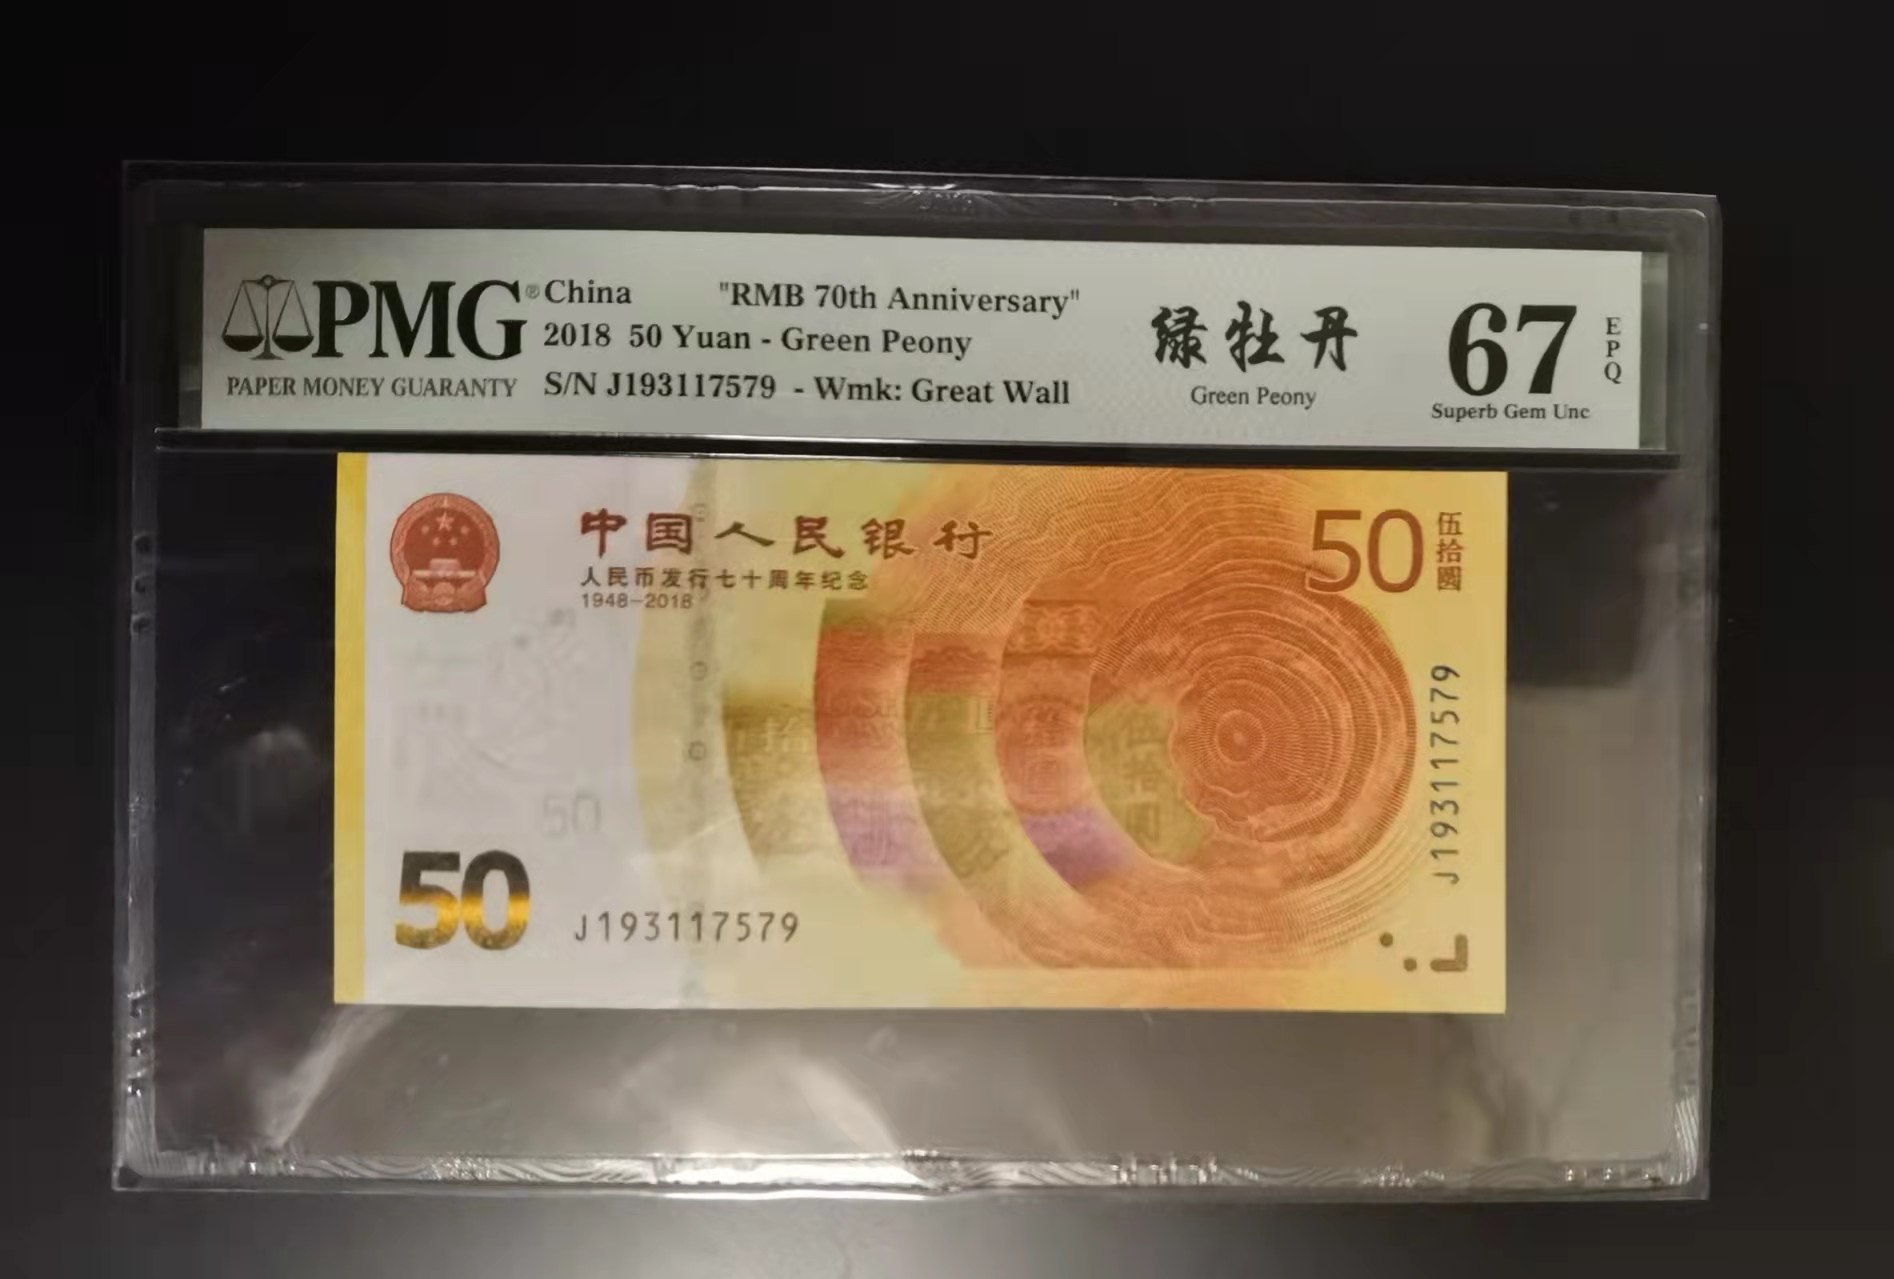 PMG®
PAPER MONEY GUARANTY
China "RMB 70th Anniversary"
2018 50 Yuan - Green Peony
S/N J193117579 - Wmk: Great Wall
绿牡丹
Green Peony
67
EPQ
Superb Gem Unc
中国人民银行
人民币发行七十周年纪念
1948-2018
50
伍拾圆
50
50
J193117579
J193117579